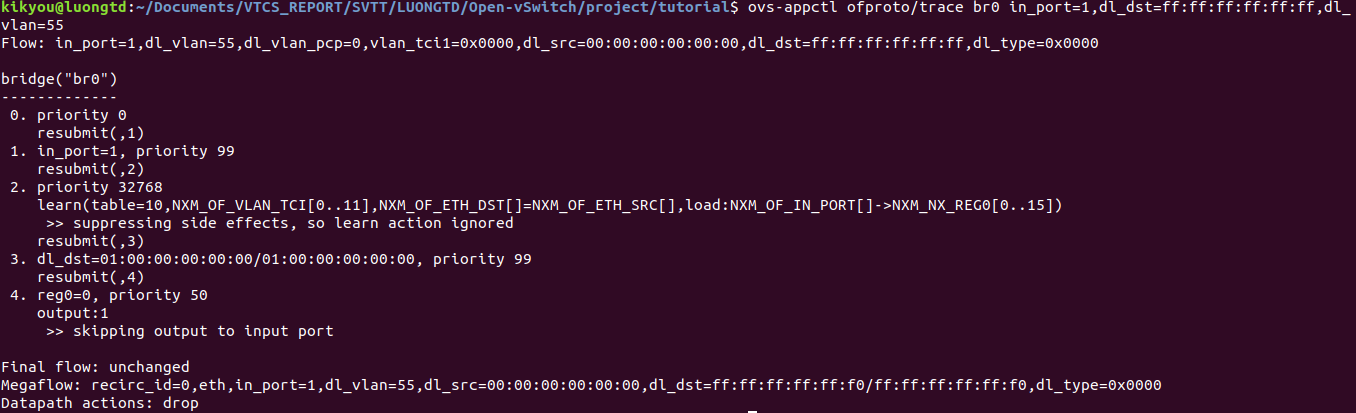 kikyou@luongtd:~/Documents/VTCS_REPORT/SVTT/LUONGTD/Open-vSwitch/project/tutorial$ ovs-appctl ofproto/trace br0 in_port=1,dl_dst=ff:ff:ff:ff:ff:ff,dl_
vlan=55
Flow: in_port=1,dl_vlan=55,dl_vlan_pcp=0,vlan_tci1=0x0000,dl_src=00:00:00:00:00:00,dl_dst=ff:ff:ff:ff:ff:ff,dl_type=0x0000

bridge("br0")
-------------
 0. priority 0
    resubmit(,1)
 1. in_port=1, priority 99
    resubmit(,2)
 2. priority 32768
    learn(table=10,NXM_OF_VLAN_TCI[0..11],NXM_OF_ETH_DST[]=NXM_OF_ETH_SRC[],load:NXM_OF_IN_PORT[]->NXM_NX_REG0[0..15])
     >> suppressing side effects, so learn action ignored
    resubmit(,3)
 3. dl_dst=01:00:00:00:00:00/01:00:00:00:00:00, priority 99
    resubmit(,4)
 4. reg0=0, priority 50
    output:1
     >> skipping output to input port

Final flow: unchanged
Megaflow: recirc_id=0,eth,in_port=1,dl_vlan=55,dl_src=00:00:00:00:00:00,dl_dst=ff:ff:ff:ff:ff:f0/ff:ff:ff:ff:ff:f0,dl_type=0x0000
Datapath actions: drop